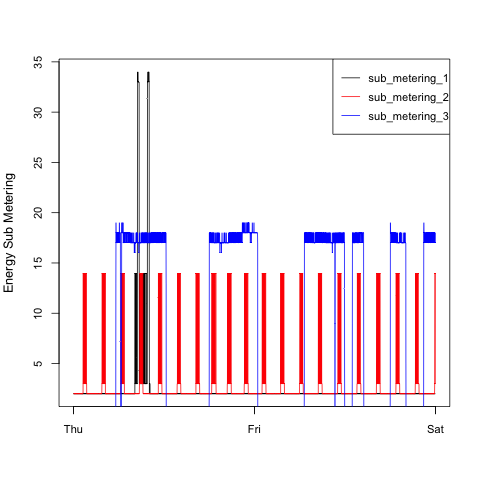 Energy Sub Metering
35
30
25
20
15
10
5
Thu
Fri
Sat
sub_metering_1
sub_metering_2
sub_metering_3